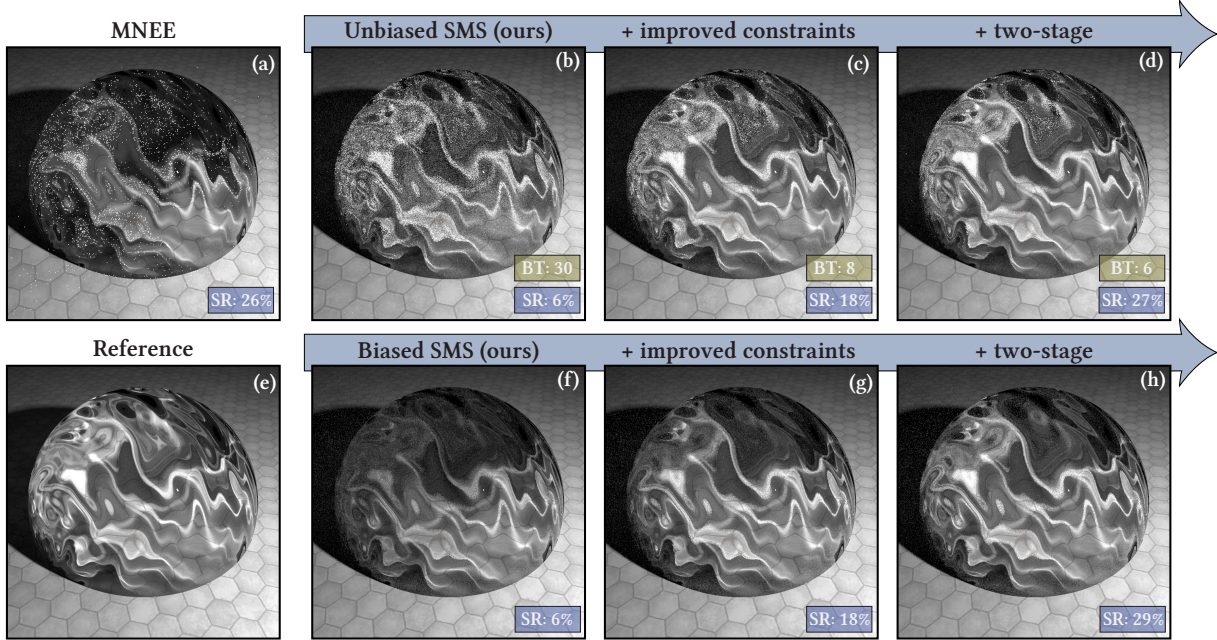 MNEE
Unbiased SMS (ours)
+ improved constraints
+ two-stage
(a)
(b)
(c)
(d)
BT: 30
BT: 8
BT: 6
SR: 26%
SR: 6%
SR: 18%
SR: 27%
Reference
Biased SMS (ours)
+ improved constraints
+ two-stage
(e)
(f)
(g)
(h)
SR: 6%
SR: 18%
SR: 29%